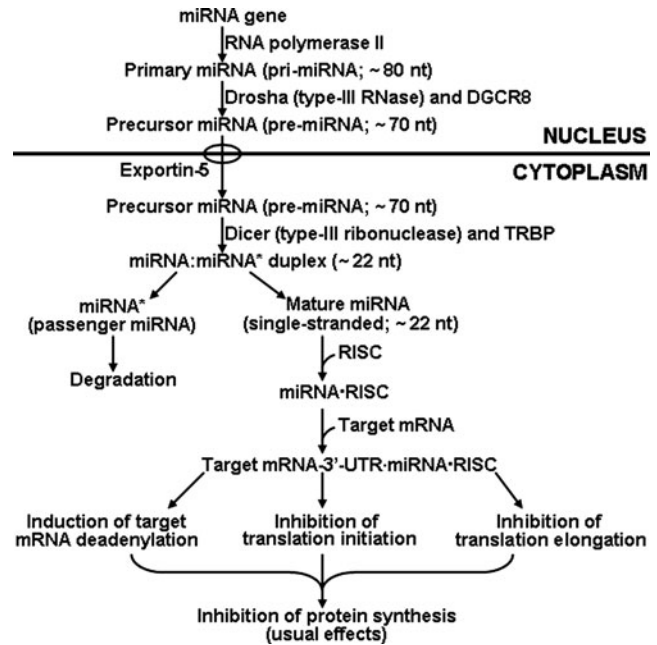 miRNA gene
RNA polymerase II
Primary miRNA (pri-miRNA; ~80 nt)
Drosha (type-III RNase) and DGCR8
Precursor miRNA (pre-miRNA; ~70 nt)
NUCLEUS
Exportin-5
CYTOPLASM
Precursor miRNA (pre-miRNA; ~70 nt)
Dicer (type-III ribonuclease) and TRBP
miRNA:miRNA* duplex (~22 nt)
miRNA*
(passenger miRNA)
Mature miRNA
(single-stranded; ~22 nt)
Degradation
RISC
miRNA·RISC
Target mRNA
Target mRNA-3'-UTR·miRNA·RISC
Induction of target
mRNA deadenylation
Inhibition of
translation initiation
Inhibition of
translation elongation
Inhibition of protein synthesis
(usual effects)